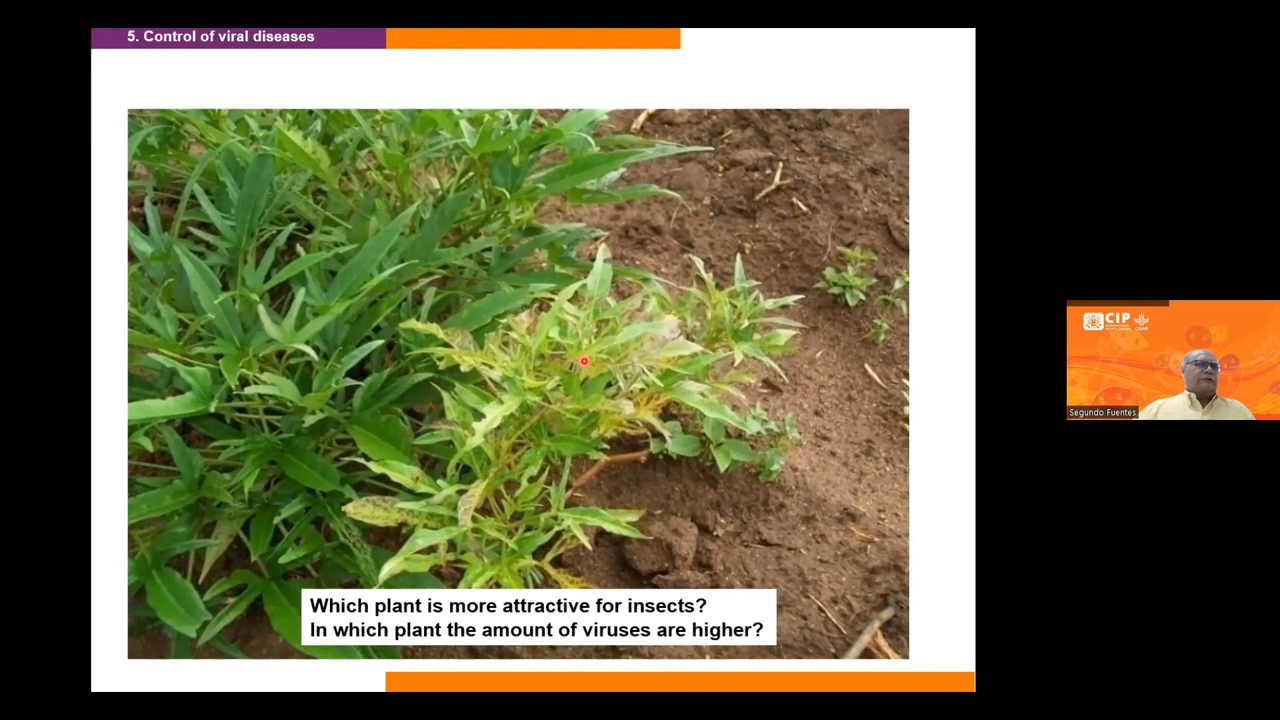 5. Control of viral diseases
Which plant is more attractive for insects?
In which plant the amount of viruses are higher?
CIP
Segundo Fuentes